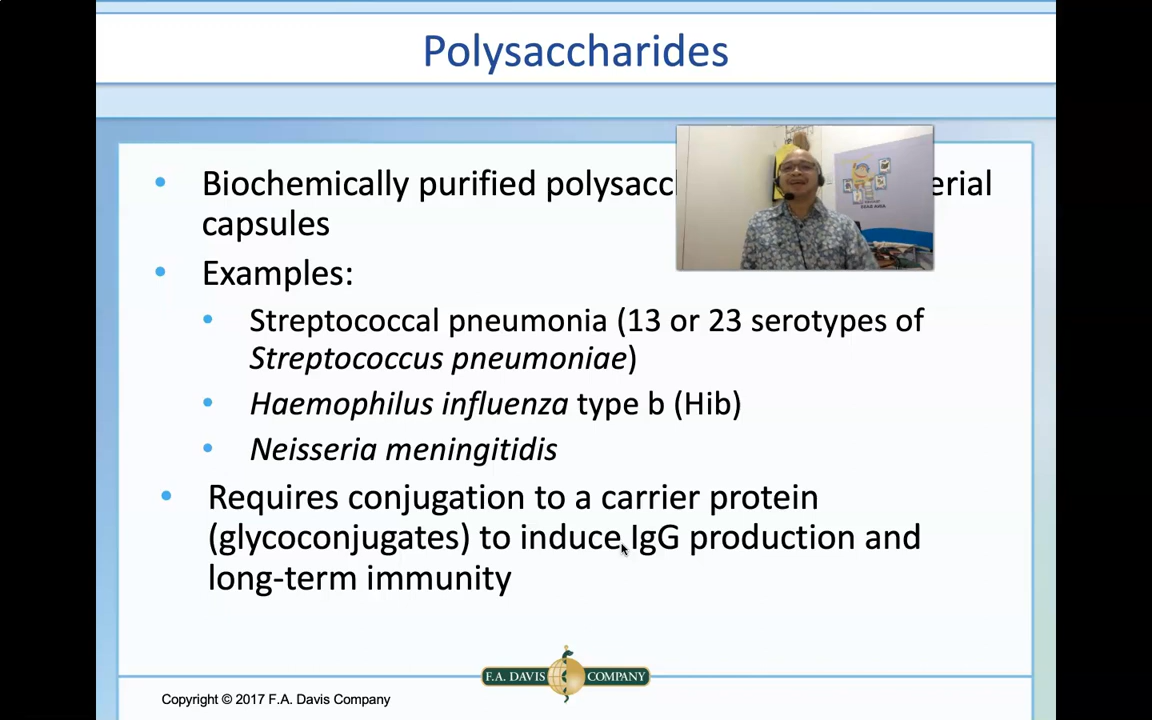 Polysaccharides
• Biochemically purified erial
capsules
• Examples:
• Streptococcal pneumonia (13 or 23 serotypes of
Streptococcus pneumoniae)
• Haemophilus influenza type b (Hib)
• Neisseria meningitidis
• Requires conjugation to a carrier protein
(glycoconjugates) to induce IgG production and
long-term immunity
F.A. DAVIS COMPANY
Copyright © 2017 F.A. Davis Company